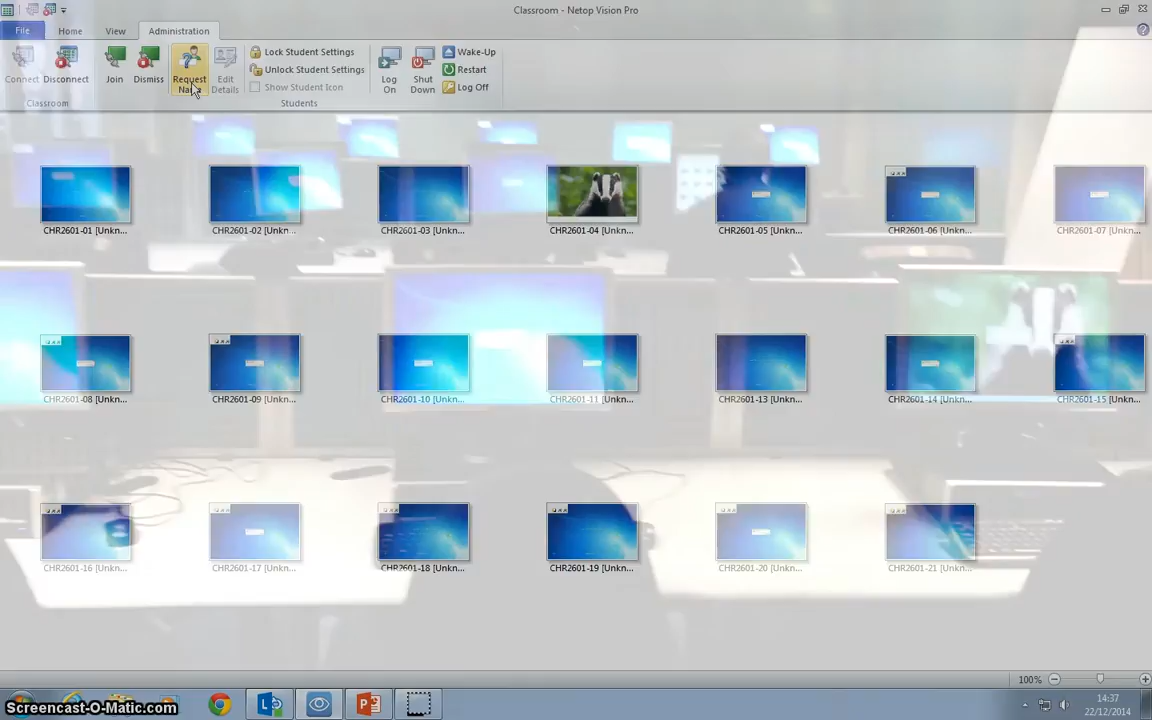 Classroom - Netop Vision Pro
File Home View Administration
Connect Disconnect Join Dismiss Request Name Edit Details
Lock Student Settings
Unlock Student Settings
Show Student Icon
Log On Shut Down
Wake-Up
Restart
Log Off
Classroom Students
CHR2601-01 [Unkn... CHR2601-02 [Unkn... CHR2601-03 [Unkn... CHR2601-04 [Unkn... CHR2601-05 [Unkn... CHR2601-06 [Unkn... CHR2601-07 [Unkn...
CHR2601-08 [Unkn... CHR2601-09 [Unkn... CHR2601-10 [Unkn... CHR2601-11 [Unkn... CHR2601-13 [Unkn... CHR2601-14 [Unkn... CHR2601-15 [Unkn...
CHR2601-16 [Unkn... CHR2601-17 [Unkn... CHR2601-18 [Unkn... CHR2601-19 [Unkn... CHR2601-20 [Unkn... CHR2601-21 [Unkn...
100%
Screencast-O-Matic.com
14:37
22/12/2014